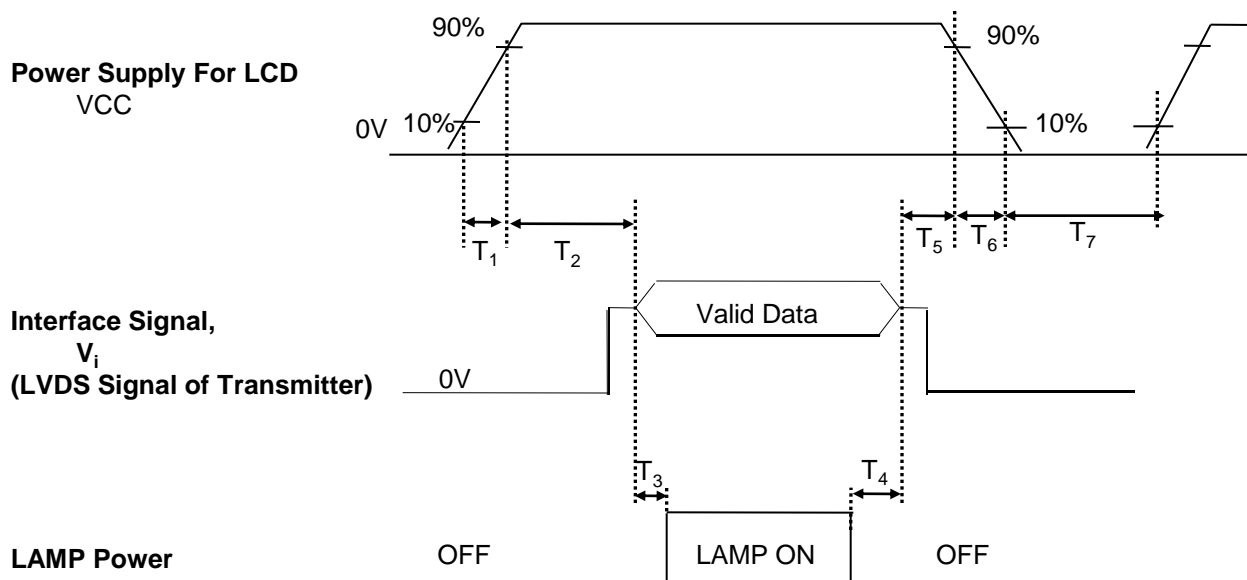 90%
90%
Power Supply For LCD
VCC
0V
10%
10%
T1
T2
T5
T6
T7
Interface Signal,
Vi
(LVDS Signal of Transmitter)
Valid Data
0V
T3
T4
LAMP Power
OFF
LAMP ON
OFF